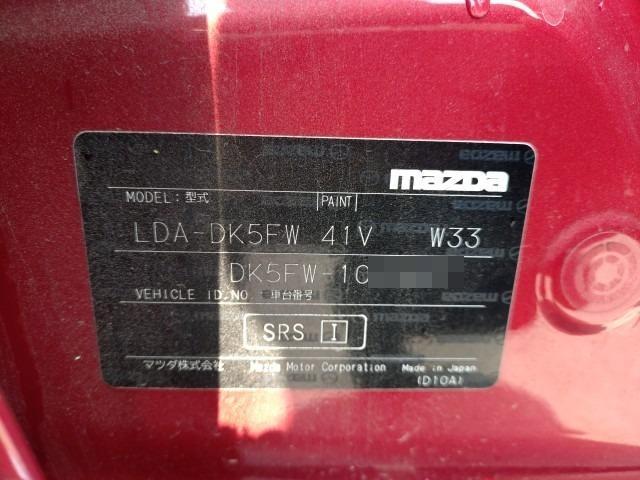 mazda
MODEL: 型式 PAINT
LDA-DK5FW 41V W33
DK5FW-10
VEHICLE ID.NO. 車台番号
SRS I
マツダ株式会社 Mazda Motor Corporation Made in Japan
(D10A)